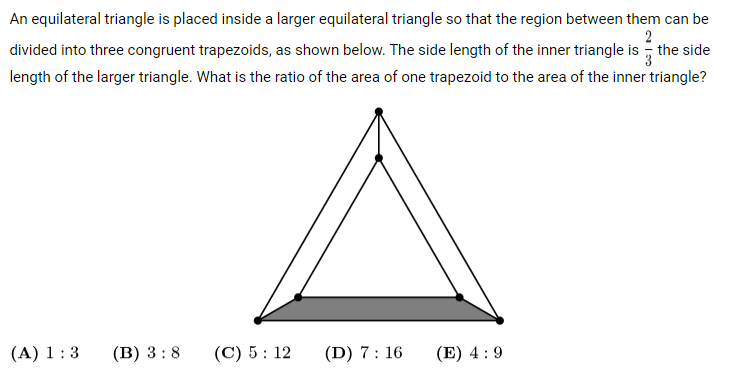 An equilateral triangle is placed inside a larger equilateral triangle so that the region between them can be
divided into three congruent trapezoids, as shown below. The side length of the inner triangle is 2/3 the side
length of the larger triangle. What is the ratio of the area of one trapezoid to the area of the inner triangle?
(A) 1 : 3 (B) 3 : 8 (C) 5 : 12 (D) 7 : 16 (E) 4 : 9